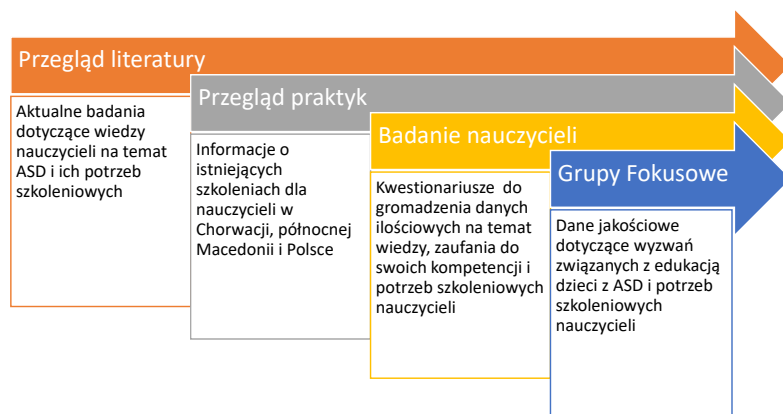 Przegląd literatury
Aktualne badania
dotyczące wiedzy
nauczycieli na temat
ASD i ich potrzeb
szkoleniowych
Przegląd praktyk
Informacje o
istniejących
szkoleniach dla
nauczycieli w
Chorwacji, północnej
Macedonii i Polsce
Badanie nauczycieli
Kwestionariusze do
gromadzenia danych
ilościowych na temat
wiedzy, zaufania do
swoich kompetencji i
potrzeb szkoleniowych
nauczycieli
Grupy Fokusowe
Dane jakościowe
dotyczące wyzwań
związanych z edukacją
dzieci z ASD i potrzeb
szkoleniowych
nauczycieli